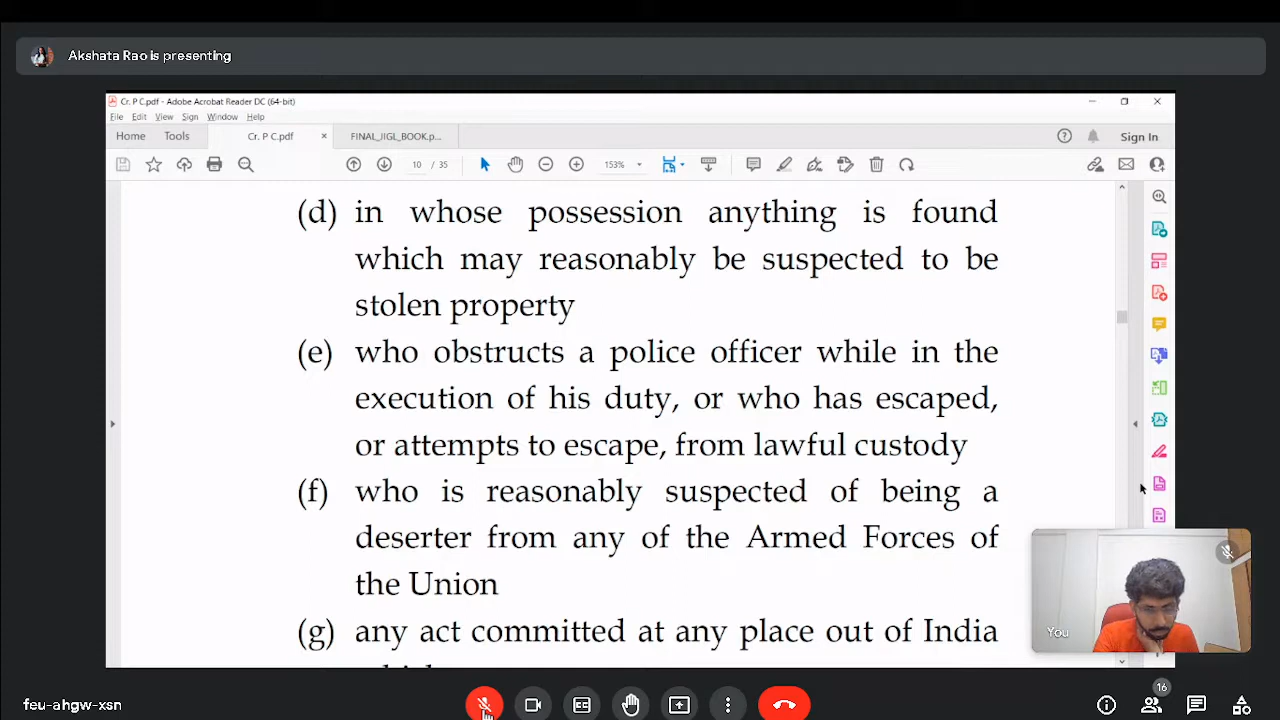 Akshata Rao is presenting
Cr. P C.pdf - Adobe Acrobat Reader DC (64-bit)
File Edit View Sign Window Help
Home Tools Cr. P C.pdf × FINAL_JIGL_BOOK.p... Sign In
10 / 35 153%
(d) in whose possession anything is found
which may reasonably be suspected to be
stolen property
(e) who obstructs a police officer while in the
execution of his duty, or who has escaped,
or attempts to escape, from lawful custody
(f) who is reasonably suspected of being a
deserter from any of the Armed Forces of
the Union
(g) any act committed at any place out of India
You
16
feu-ahgw-xsn